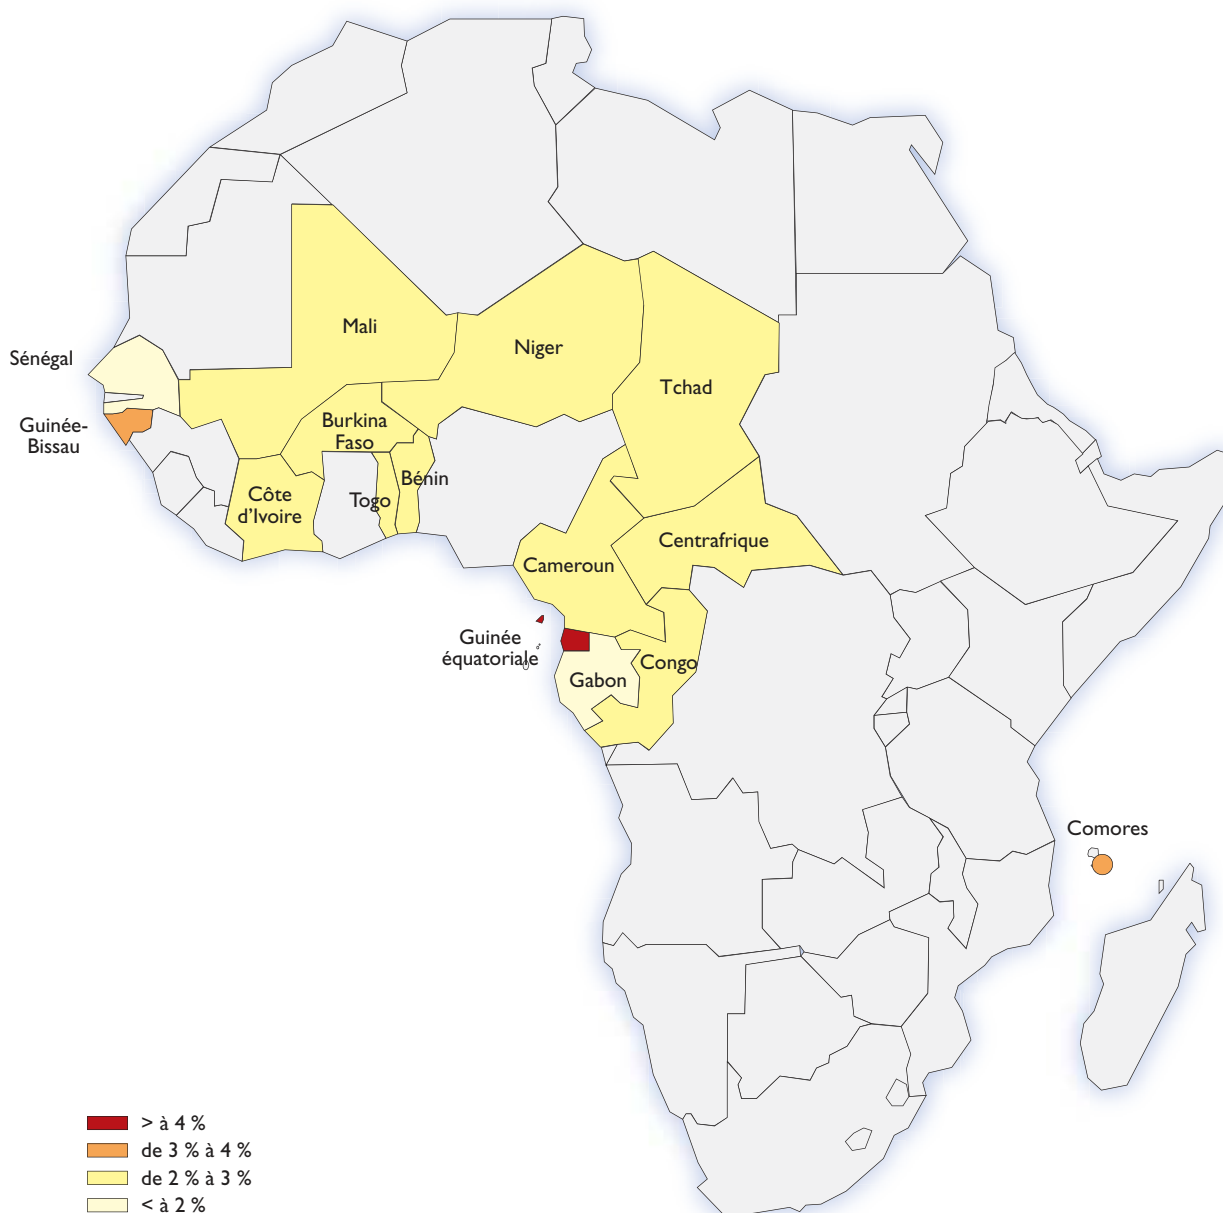 Mali
Niger
Sénégal
Tchad
Guinée-
Bissau
Burkina
Faso
Bénin
Côte
d'Ivoire
Togo
Centrafrique
Cameroun
Guinée
équatoriale
Congo
Gabon
Comores
> à 4 %
de 3 % à 4 %
de 2 % à 3 %
< à 2 %